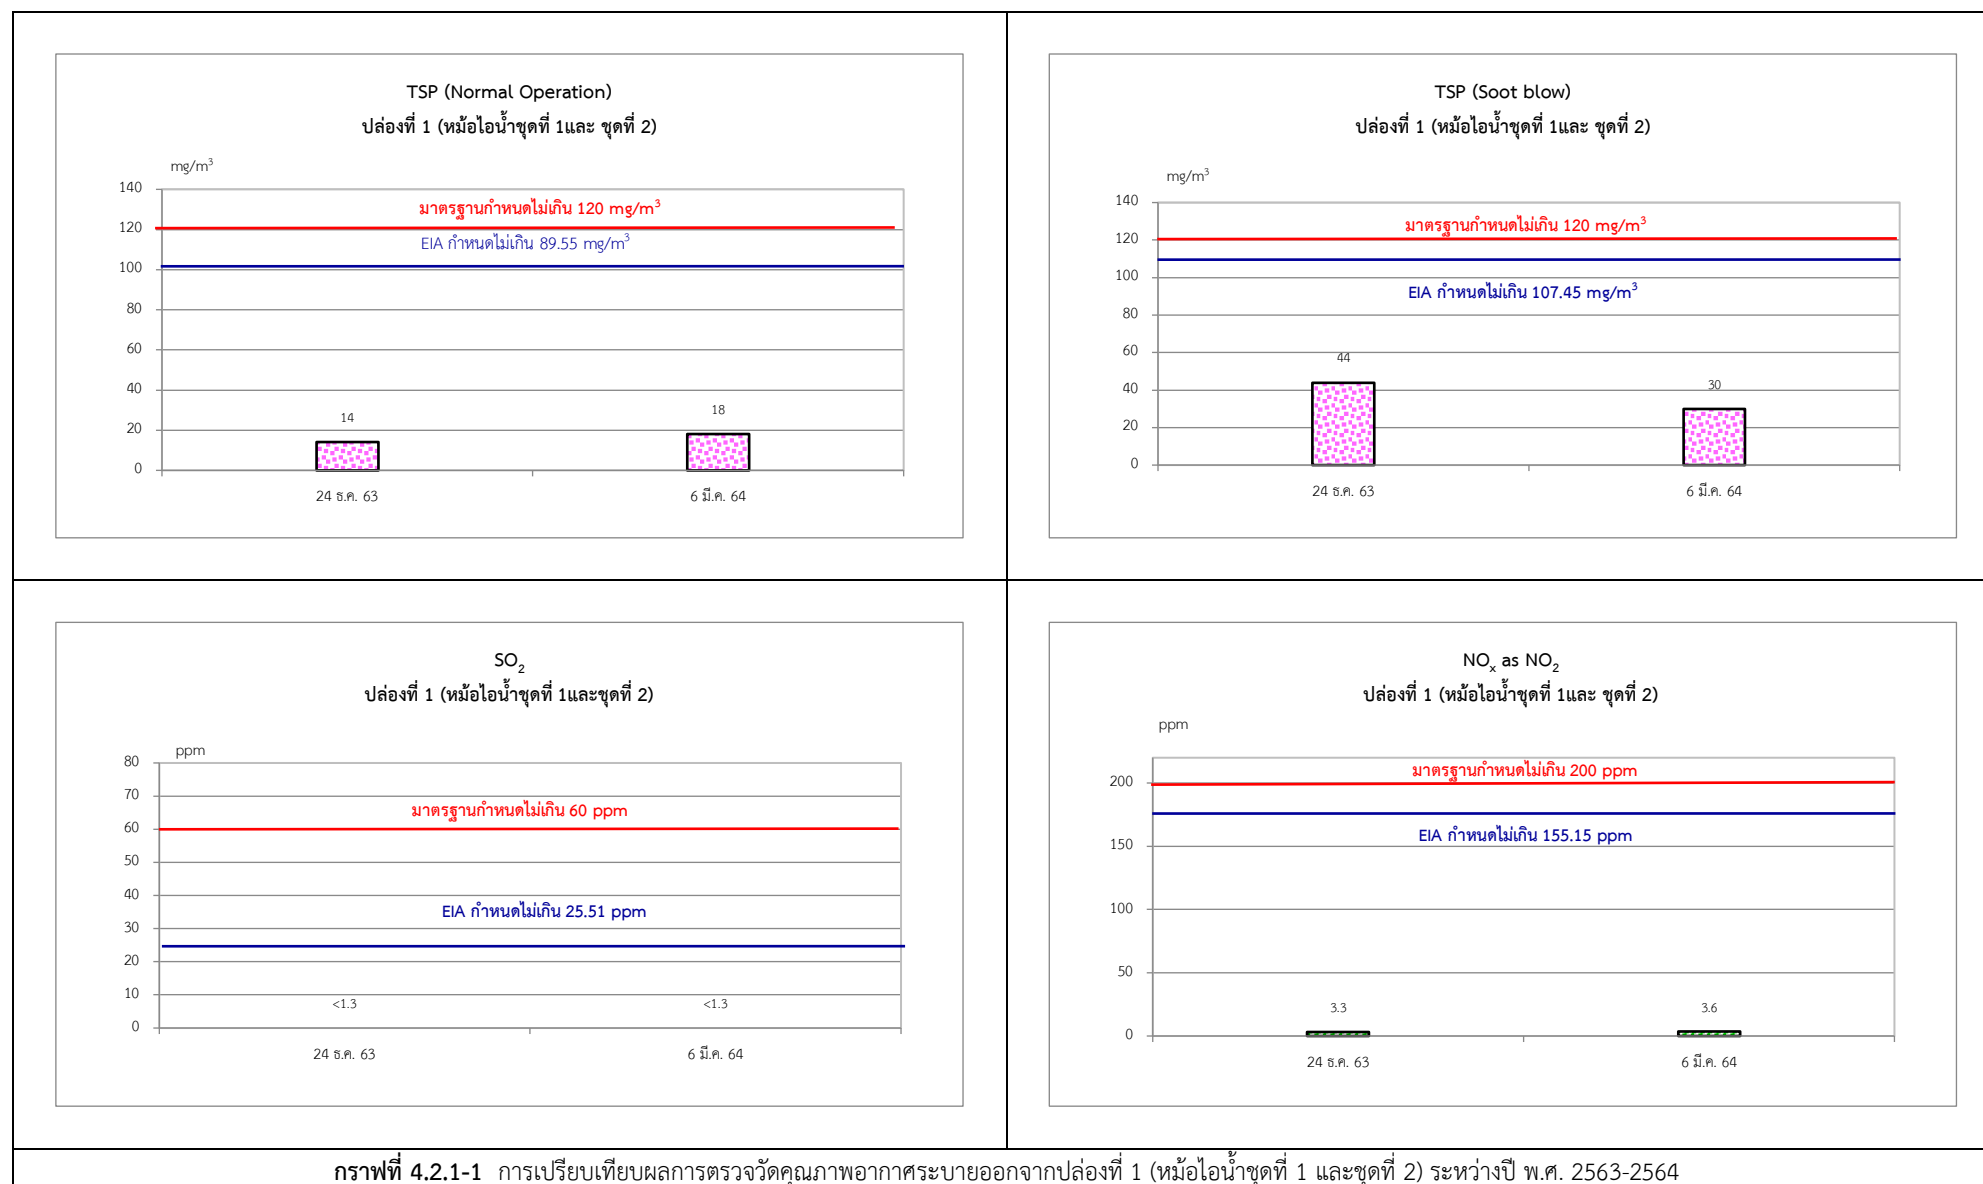 TSP (Normal Operation)
ปล่องที่ 1 (หม้อไอน้ำชุดที่ 1และ ชุดที่ 2)
mg/m³
140
120
100
80
60
40
20
0
มาตรฐานกำหนดไม่เกิน 120 mg/m³
EIA กำหนดไม่เกิน 89.55 mg/m³
14
18
24 ธ.ค. 63
6 มี.ค. 64
TSP (Soot blow)
ปล่องที่ 1 (หม้อไอน้ำชุดที่ 1และ ชุดที่ 2)
mg/m³
140
120
100
80
60
40
20
0
มาตรฐานกำหนดไม่เกิน 120 mg/m³
EIA กำหนดไม่เกิน 107.45 mg/m³
44
30
24 ธ.ค. 63
6 มี.ค. 64
SO₂
ปล่องที่ 1 (หม้อไอน้ำชุดที่ 1และชุดที่ 2)
ppm
80
70
60
50
40
30
20
10
0
มาตรฐานกำหนดไม่เกิน 60 ppm
EIA กำหนดไม่เกิน 25.51 ppm
<1.3
<1.3
24 ธ.ค. 63
6 มี.ค. 64
NOₓ as NO₂
ปล่องที่ 1 (หม้อไอน้ำชุดที่ 1และ ชุดที่ 2)
ppm
200
150
100
50
0
มาตรฐานกำหนดไม่เกิน 200 ppm
EIA กำหนดไม่เกิน 155.15 ppm
3.3
3.6
24 ธ.ค. 63
6 มี.ค. 64
กราฟที่ 4.2.1-1 การเปรียบเทียบผลการตรวจวัดคุณภาพอากาศระบายออกจากปล่องที่ 1 (หม้อไอน้ำชุดที่ 1 และชุดที่ 2) ระหว่างปี พ.ศ. 2563-2564